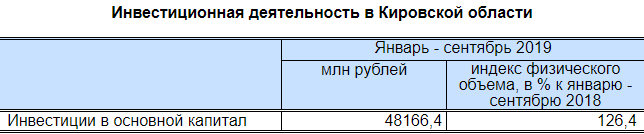 Инвестиционная деятельность в Кировской области
Январь - сентябрь 2019
млн рублей
индекс физического
объема, в % к январю -
сентябрю 2018
Инвестиции в основной капитал 48166,4 126,4